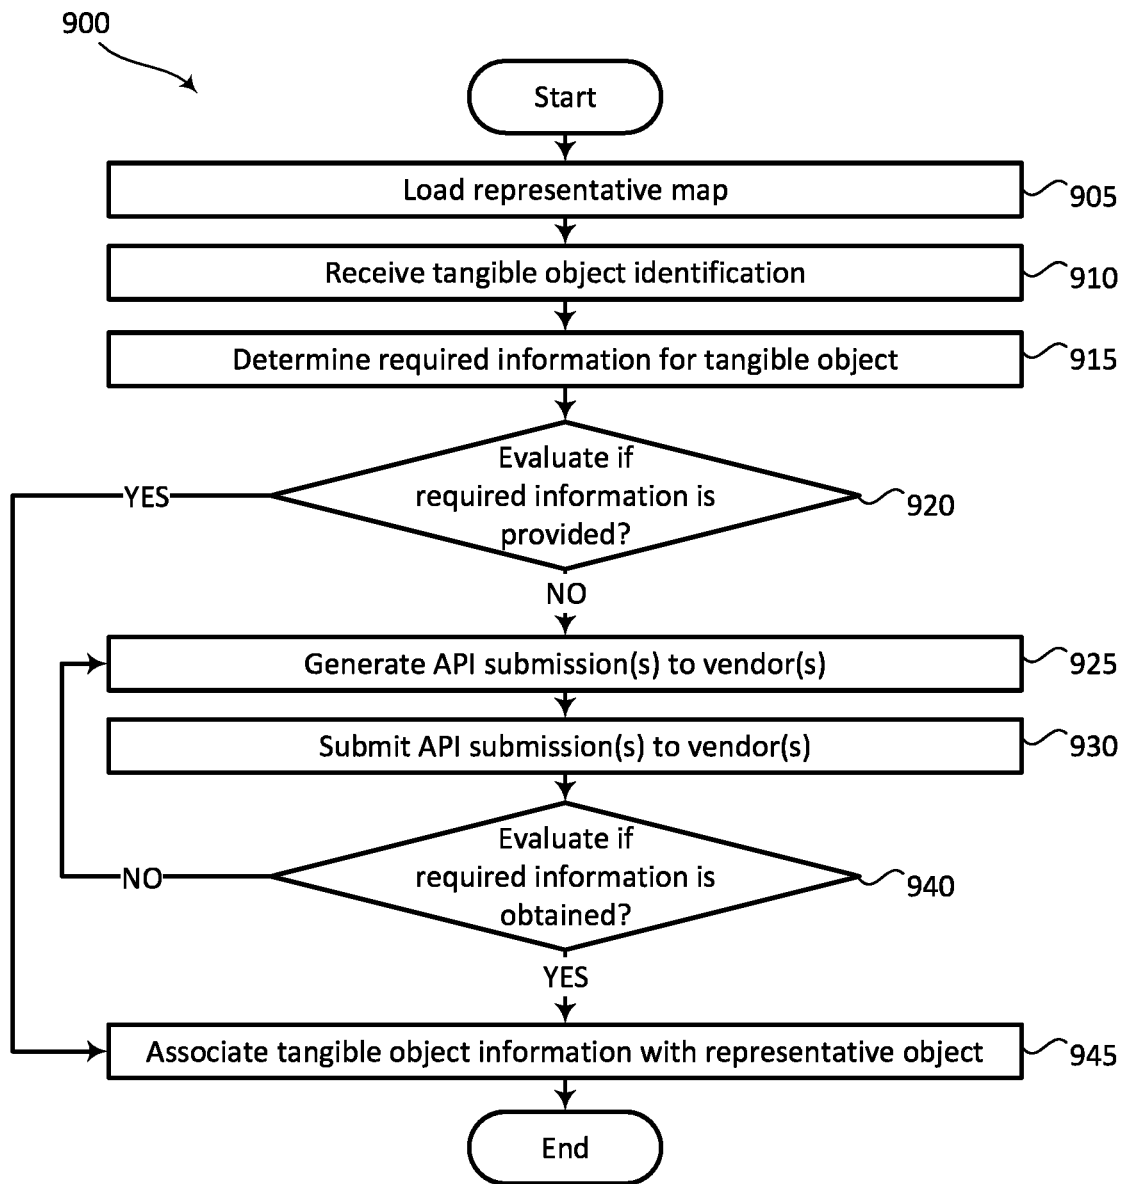 900
Start
Load representative map
905
Receive tangible object identification
910
Determine required information for tangible object
915
Evaluate if
required information is
provided?
YES
920
NO
Generate API submission(s) to vendor(s)
925
Submit API submission(s) to vendor(s)
930
Evaluate if
required information is
obtained?
NO
940
YES
Associate tangible object information with representative object
945
End